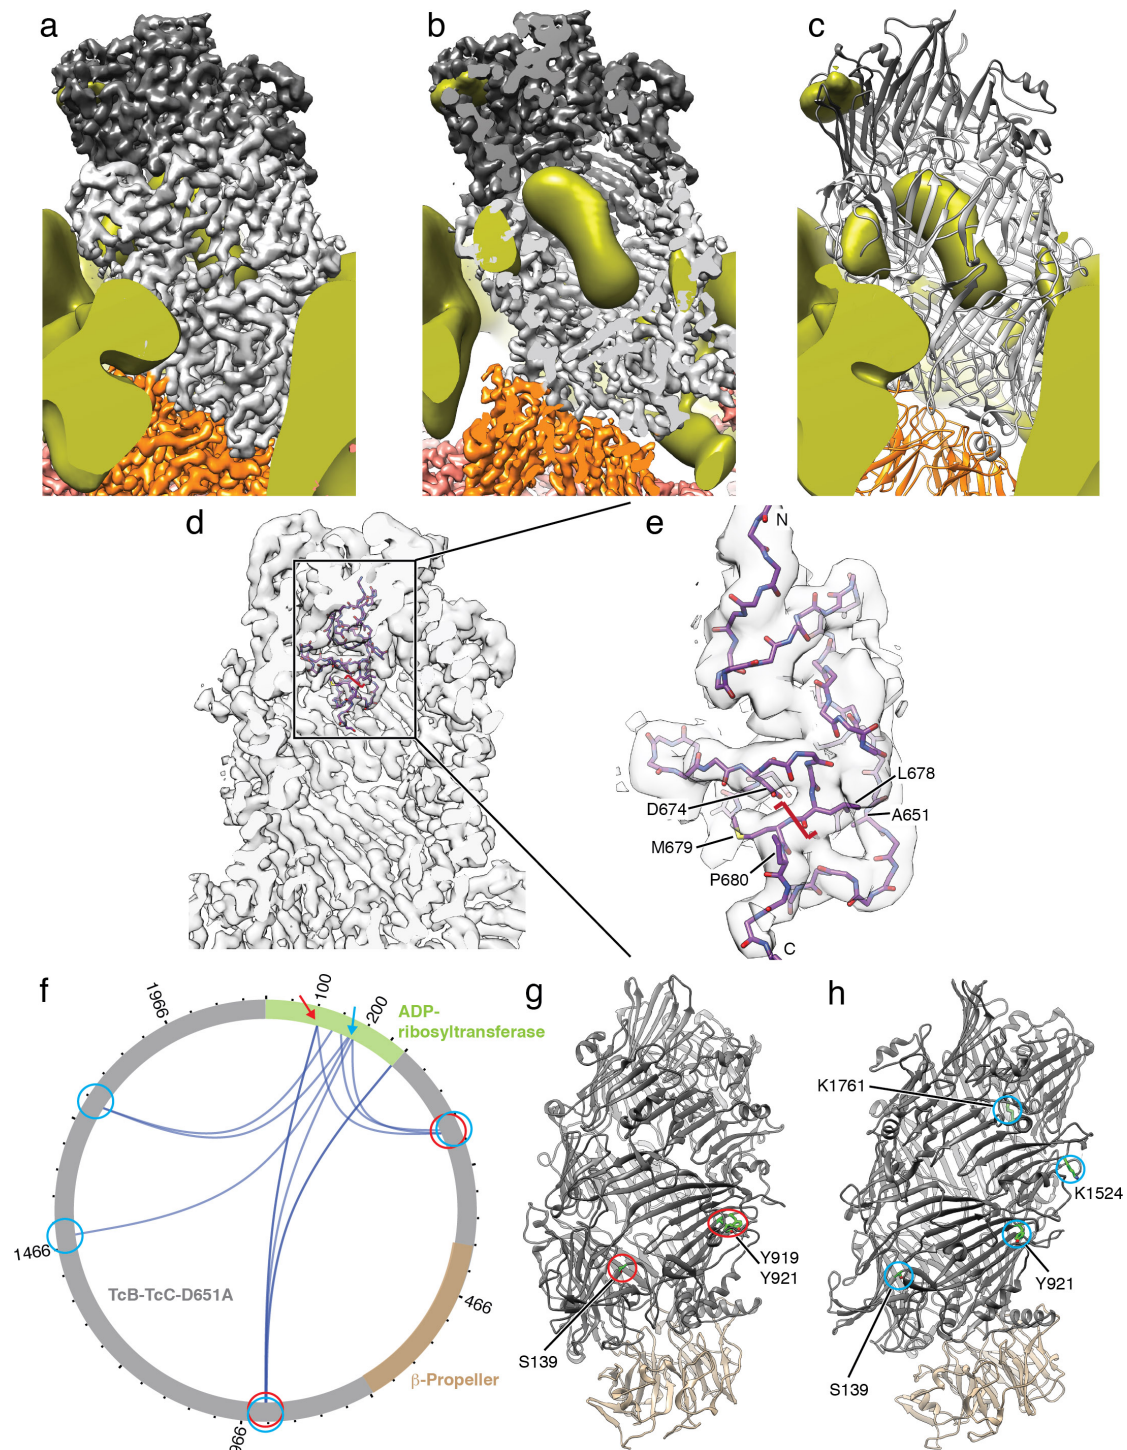 a
b
c
d
e
N
L678
D674
A651
M679
P680
C
f
g
h
1966
100
200
ADP-
ribosyltransferase
K1761
K1524
1466
TcB-TcC-D651A
466
Y919
Y921
Y921
S139
S139
β-Propeller
966